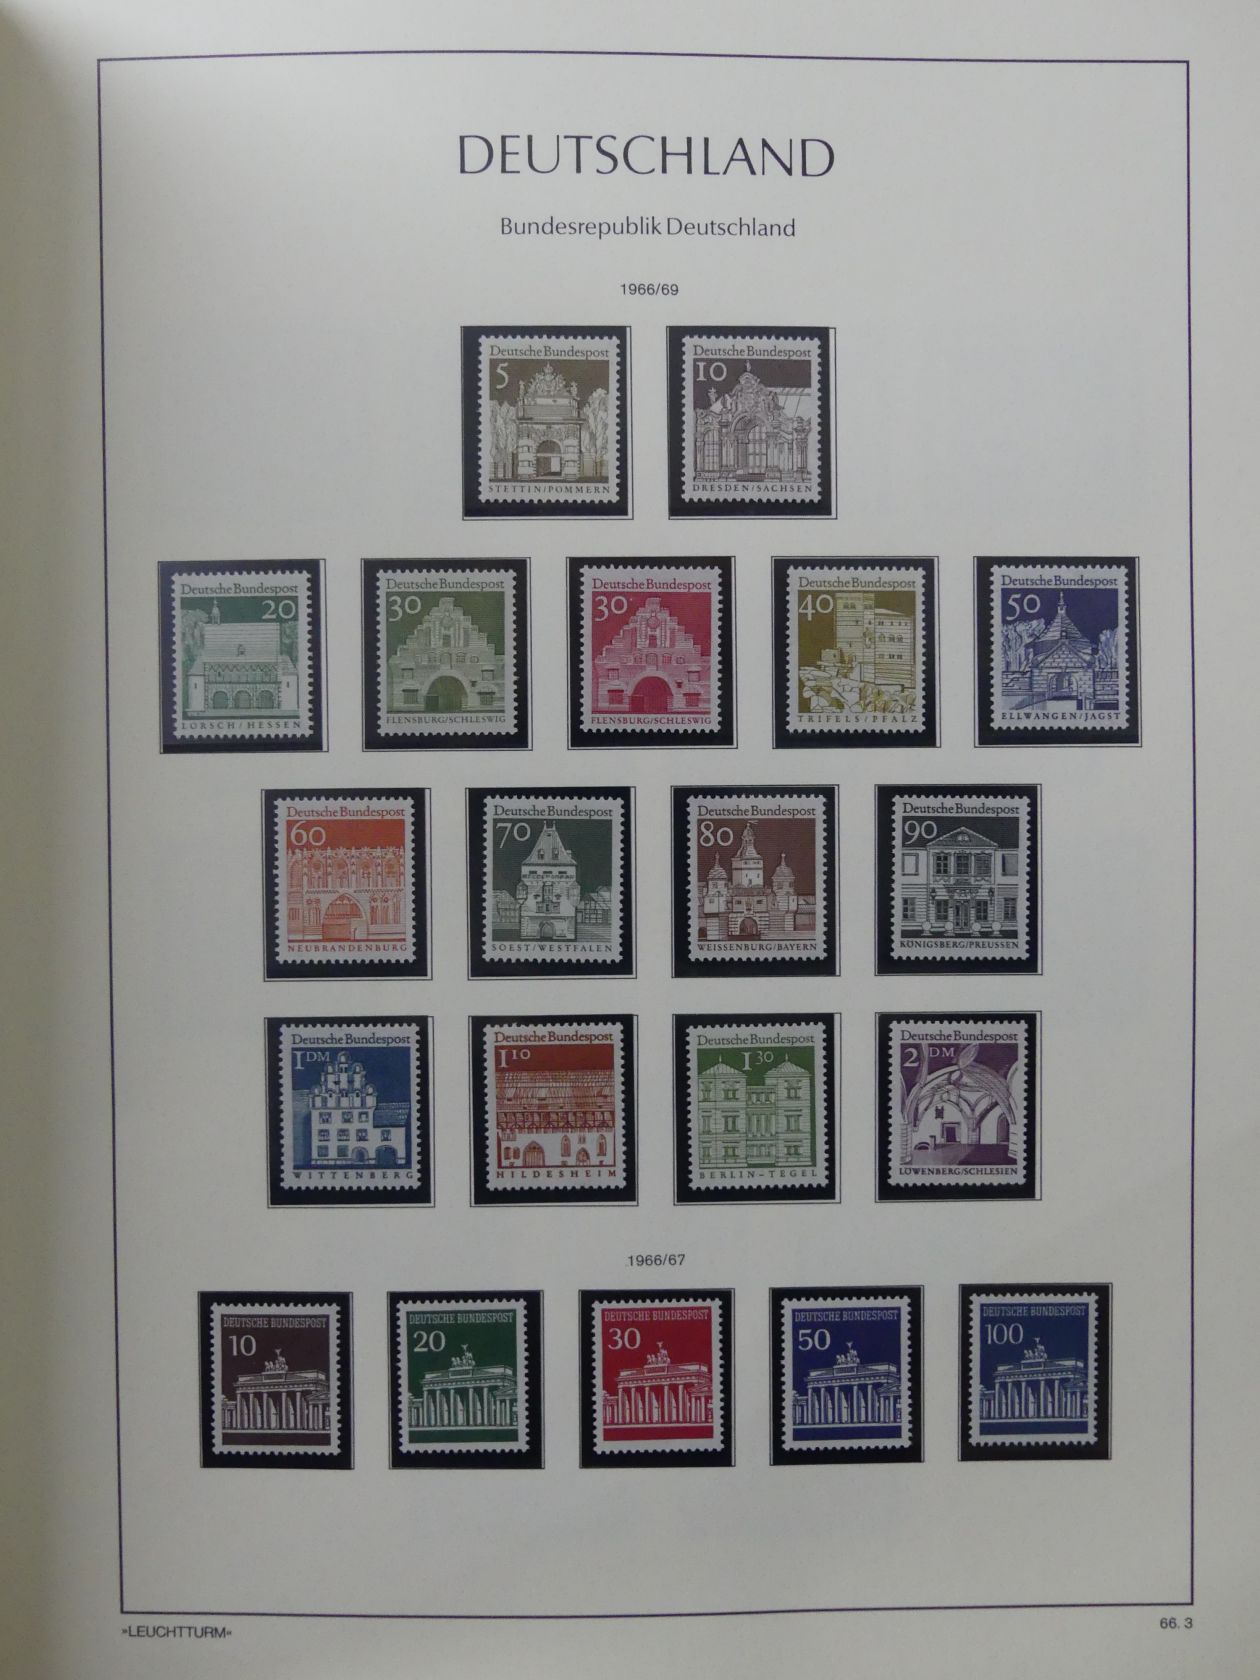 DEUTSCHLAND
Bundesrepublik Deutschland
1966/69
Deutsche Bundespost
5
STETTIN/POMMERN
Deutsche Bundespost
10
DRESDEN/SACHSEN
Deutsche Bundespost
20
LORSCH/HESSEN
Deutsche Bundespost
30
FLENSBURG/SCHLESWIG
Deutsche Bundespost
30
FLENSBURG/SCHLESWIG
Deutsche Bundespost
40
TRIFELS/PFALZ
Deutsche Bundespost
50
ELLWANGEN/JAGST
Deutsche Bundespost
60
NEUBRANDENBURG
Deutsche Bundespost
70
SOEST/WESTFALEN
Deutsche Bundespost
80
WEISSENBURG/BAYERN
Deutsche Bundespost
90
KÖNIGSBERG/PREUSSEN
Deutsche Bundespost
1 DM
WITTENBERG
Deutsche Bundespost
1 10
HILDESHEIM
Deutsche Bundespost
1 30
BERLIN-TEGEL
Deutsche Bundespost
2 DM
LÖWENBERG/SCHLESIEN
1966/67
DEUTSCHE BUNDESPOST
10
DEUTSCHE BUNDESPOST
20
DEUTSCHE BUNDESPOST
30
DEUTSCHE BUNDESPOST
50
DEUTSCHE BUNDESPOST
100
»LEUCHTTURM«
66. 3